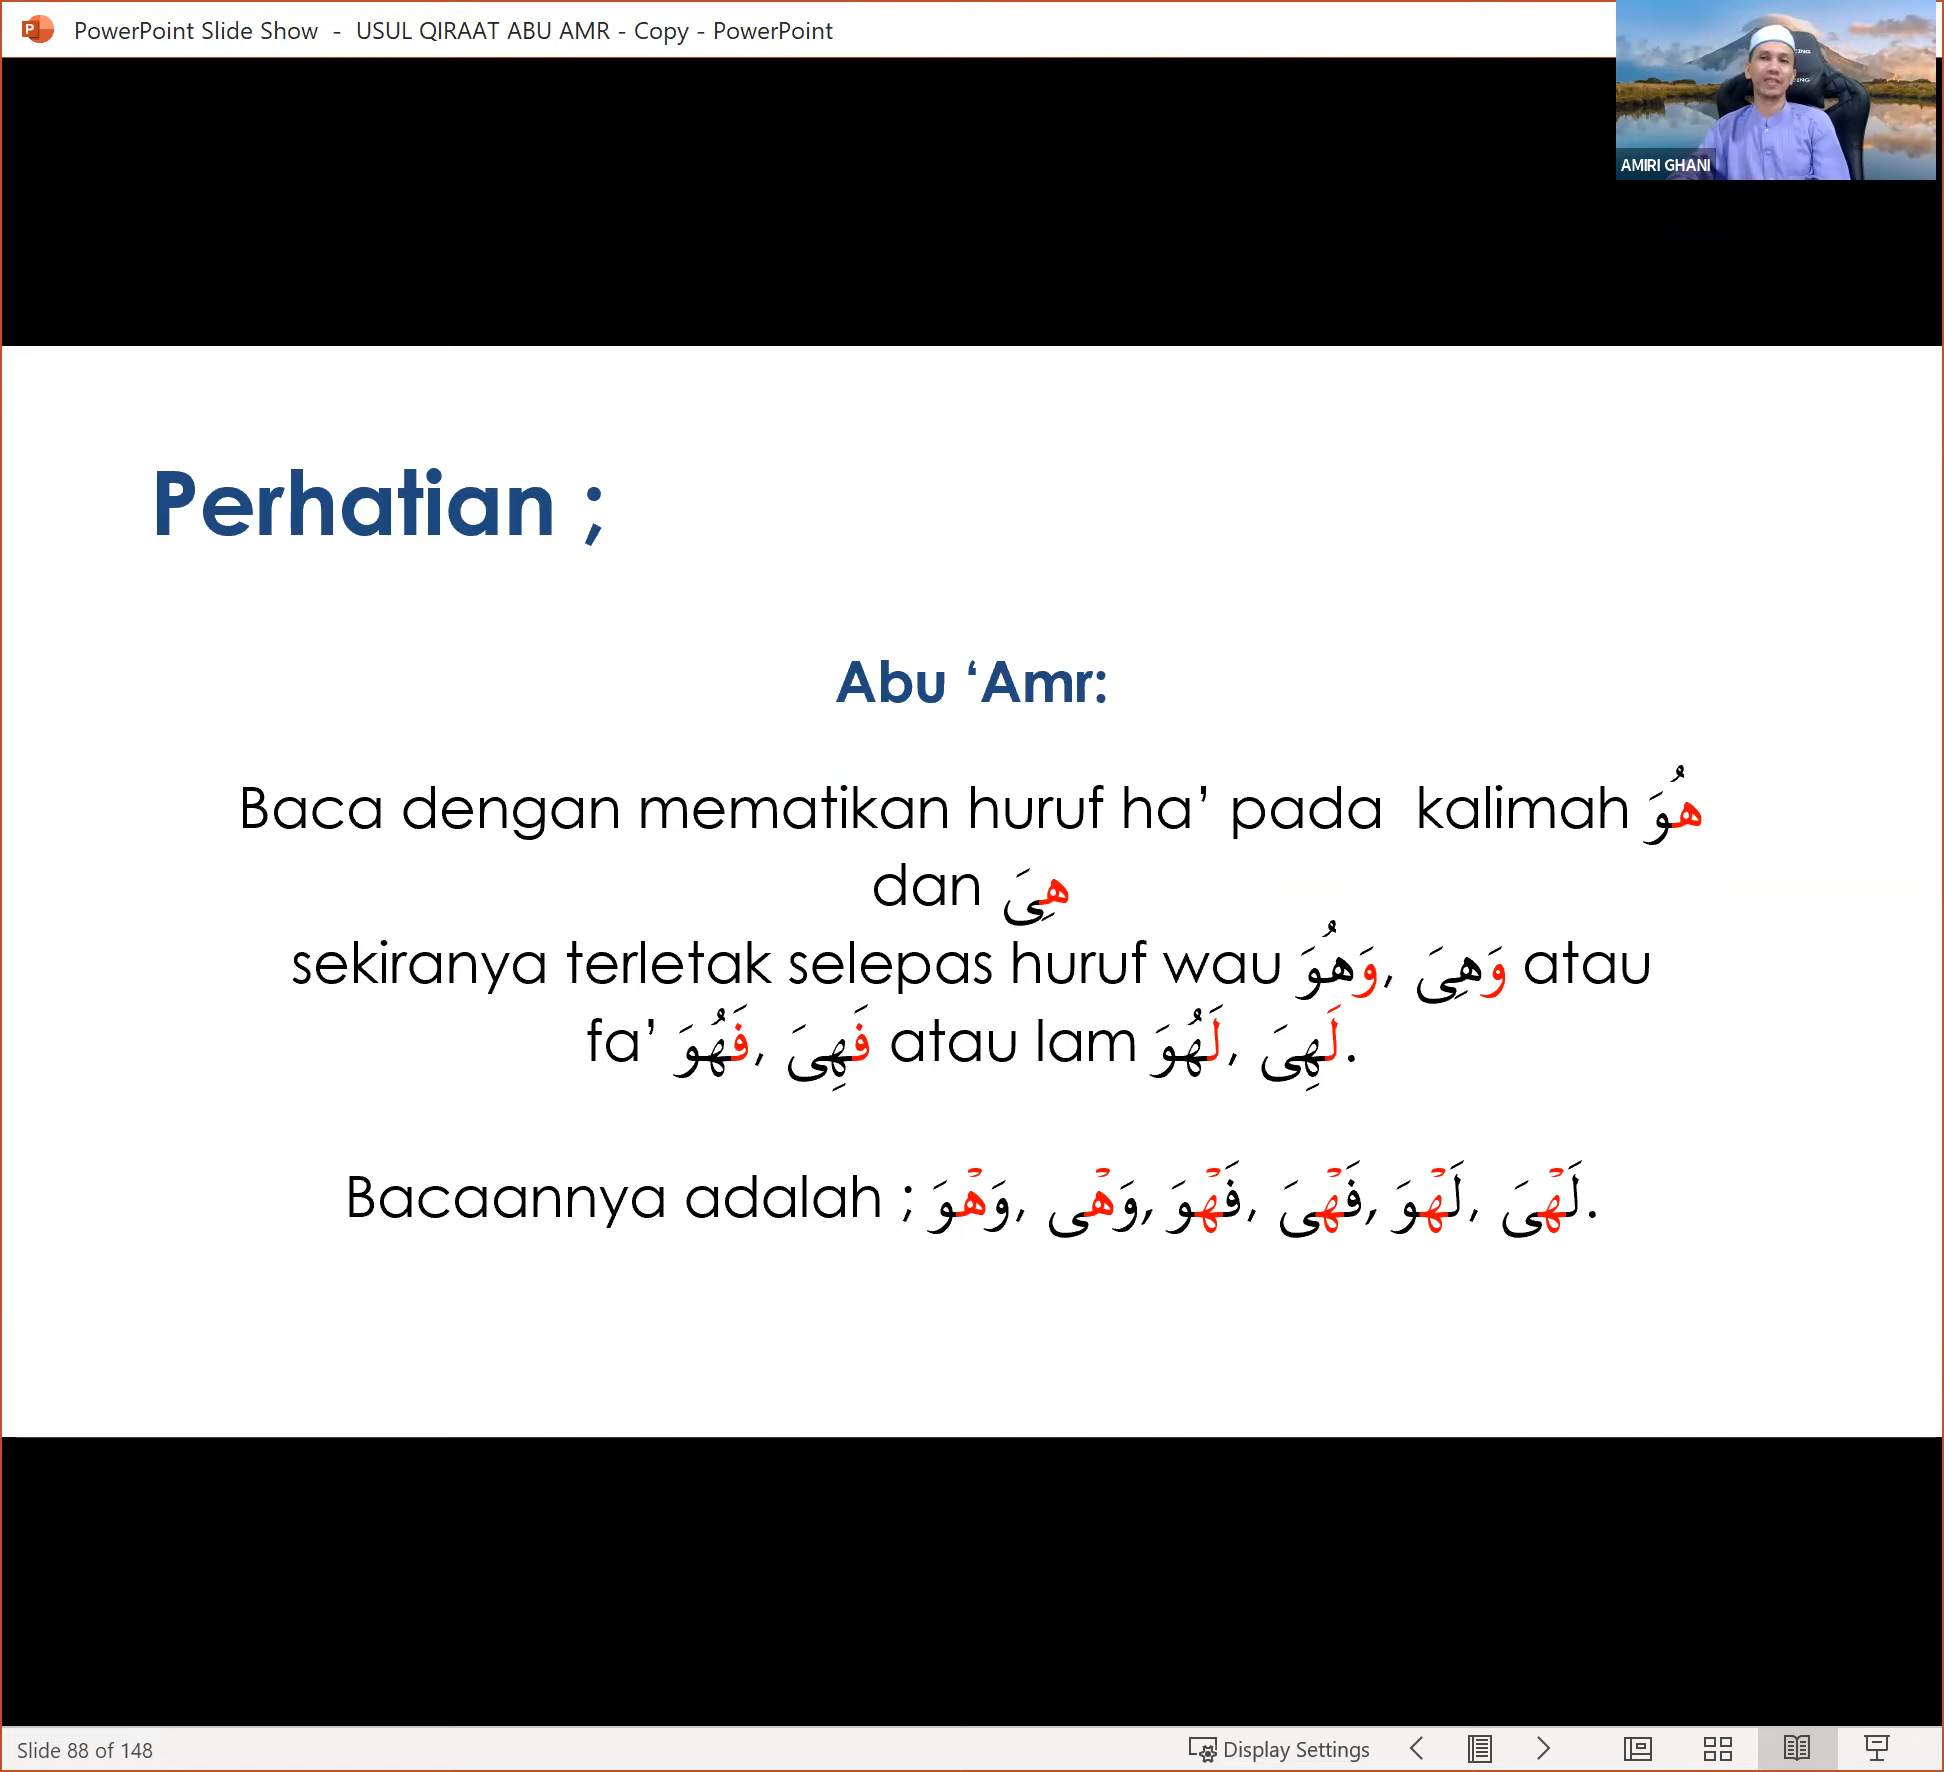 PowerPoint Slide Show - USUL QIRAAT ABU AMR - Copy - PowerPoint
AMIRI GHANI
Perhatian ;
Abu ‘Amr:
Baca dengan mematikan huruf ha’ pada kalimah هُوَ
dan هِىَ
sekiranya terletak selepas huruf wau وَهُوَ, وَهِىَ atau
fa’ فَهُوَ, فَهِىَ atau lam لَهُوَ, لَهِىَ.
Bacaannya adalah ; وَهْوَ, وَهْى, فَهْوَ, فَهْىَ, لَهْوَ, لَهْىَ.
Slide 88 of 148
Display Settings